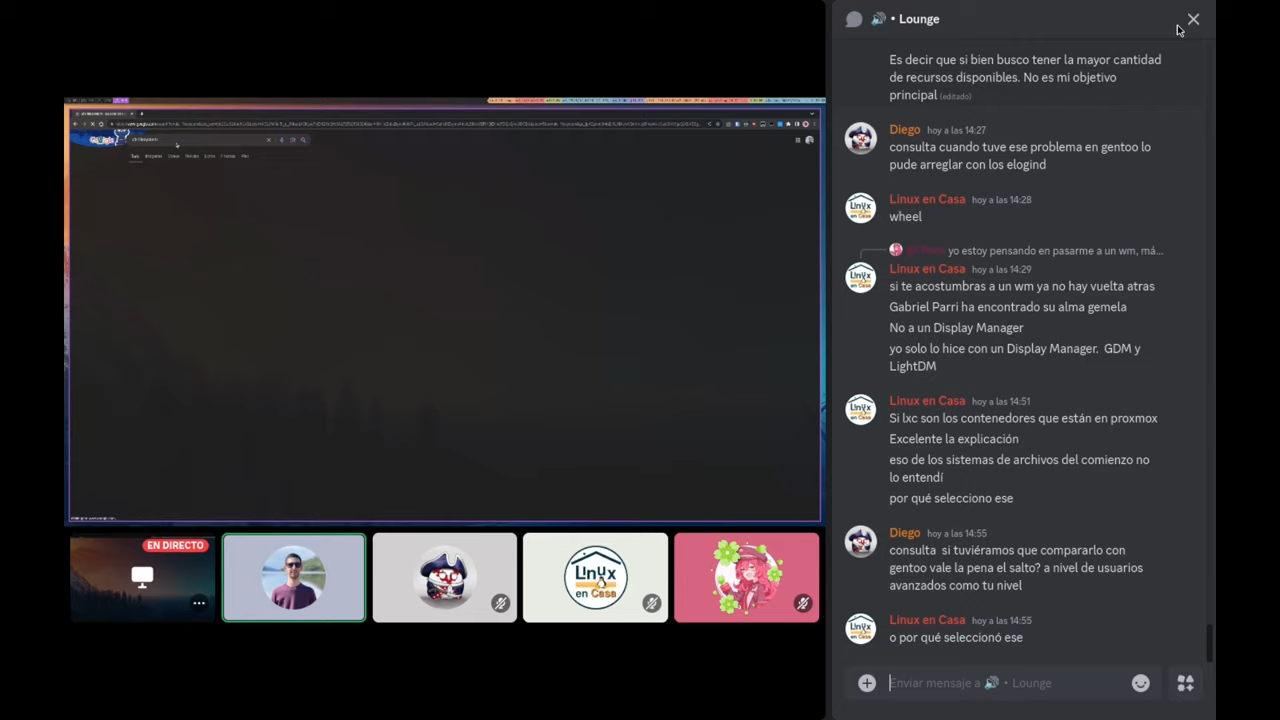 • Lounge
Es decir que si bien busco tener la mayor cantidad
de recursos disponibles. No es mi objetivo
principal (editado)
Diego hoy a las 14:27
consulta cuando tuve ese problema en gentoo lo
pude arreglar con los elogind
Linux en Casa hoy a las 14:28
wheel
yo estoy pensando en pasarme a un wm, má...
Linux en Casa hoy a las 14:29
si te acostumbras a un wm ya no hay vuelta atras
Gabriel Parri ha encontrado su alma gemela
No a un Display Manager
yo solo lo hice con un Display Manager. GDM y
LightDM
Linux en Casa hoy a las 14:51
Si lxc son los contenedores que están en proxmox
Excelente la explicación
eso de los sistemas de archivos del comienzo no
lo entendí
por qué selecciono ese
Diego hoy a las 14:55
consulta si tuviéramos que compararlo con
gentoo vale la pena el salto? a nivel de usuarios
avanzados como tu nivel
Linux en Casa hoy a las 14:55
o por qué seleccionó ese
Enviar mensaje a • Lounge
EN DIRECTO
Linux
en Casa